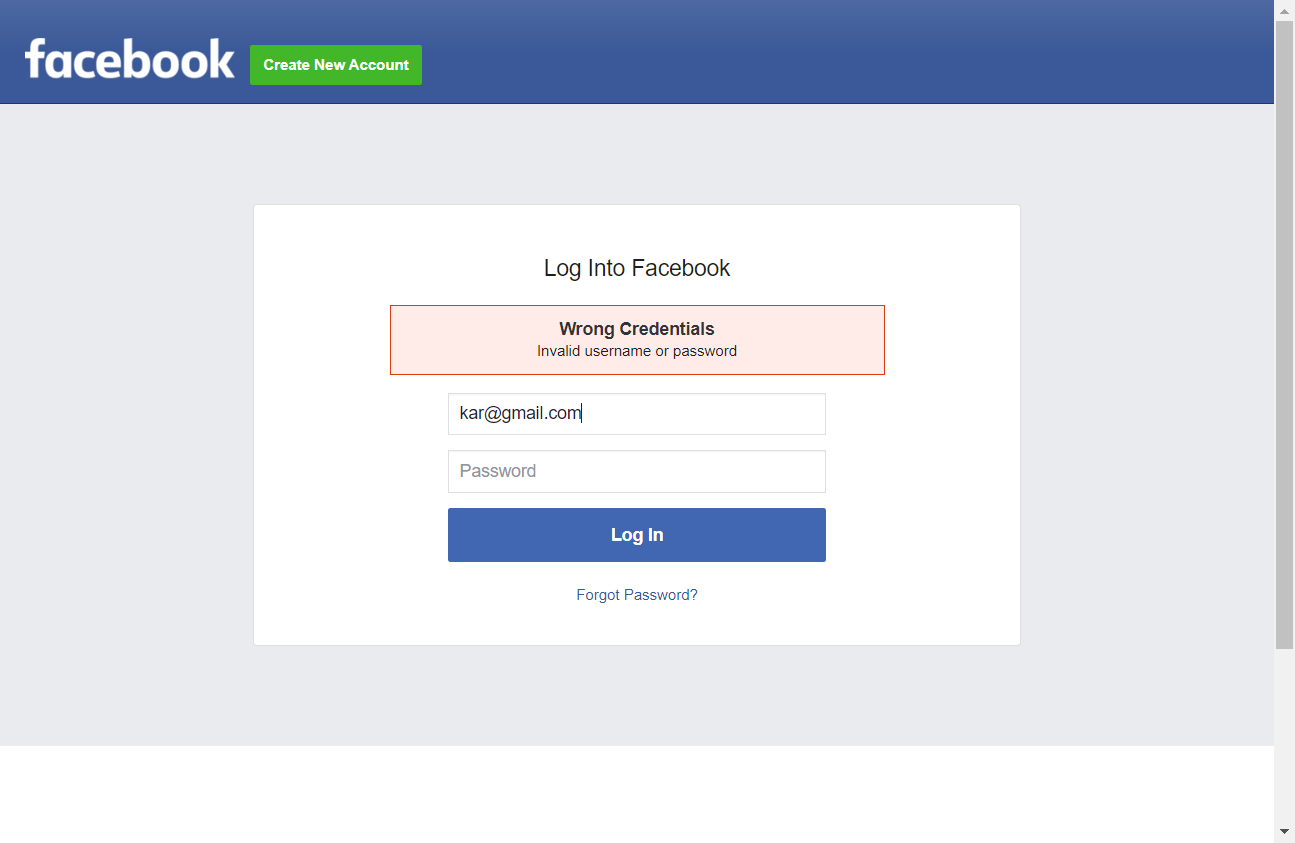 facebook
Create New Account
Log Into Facebook
Wrong Credentials
Invalid username or password
kar@gmail.com
Password
Log In
Forgot Password?